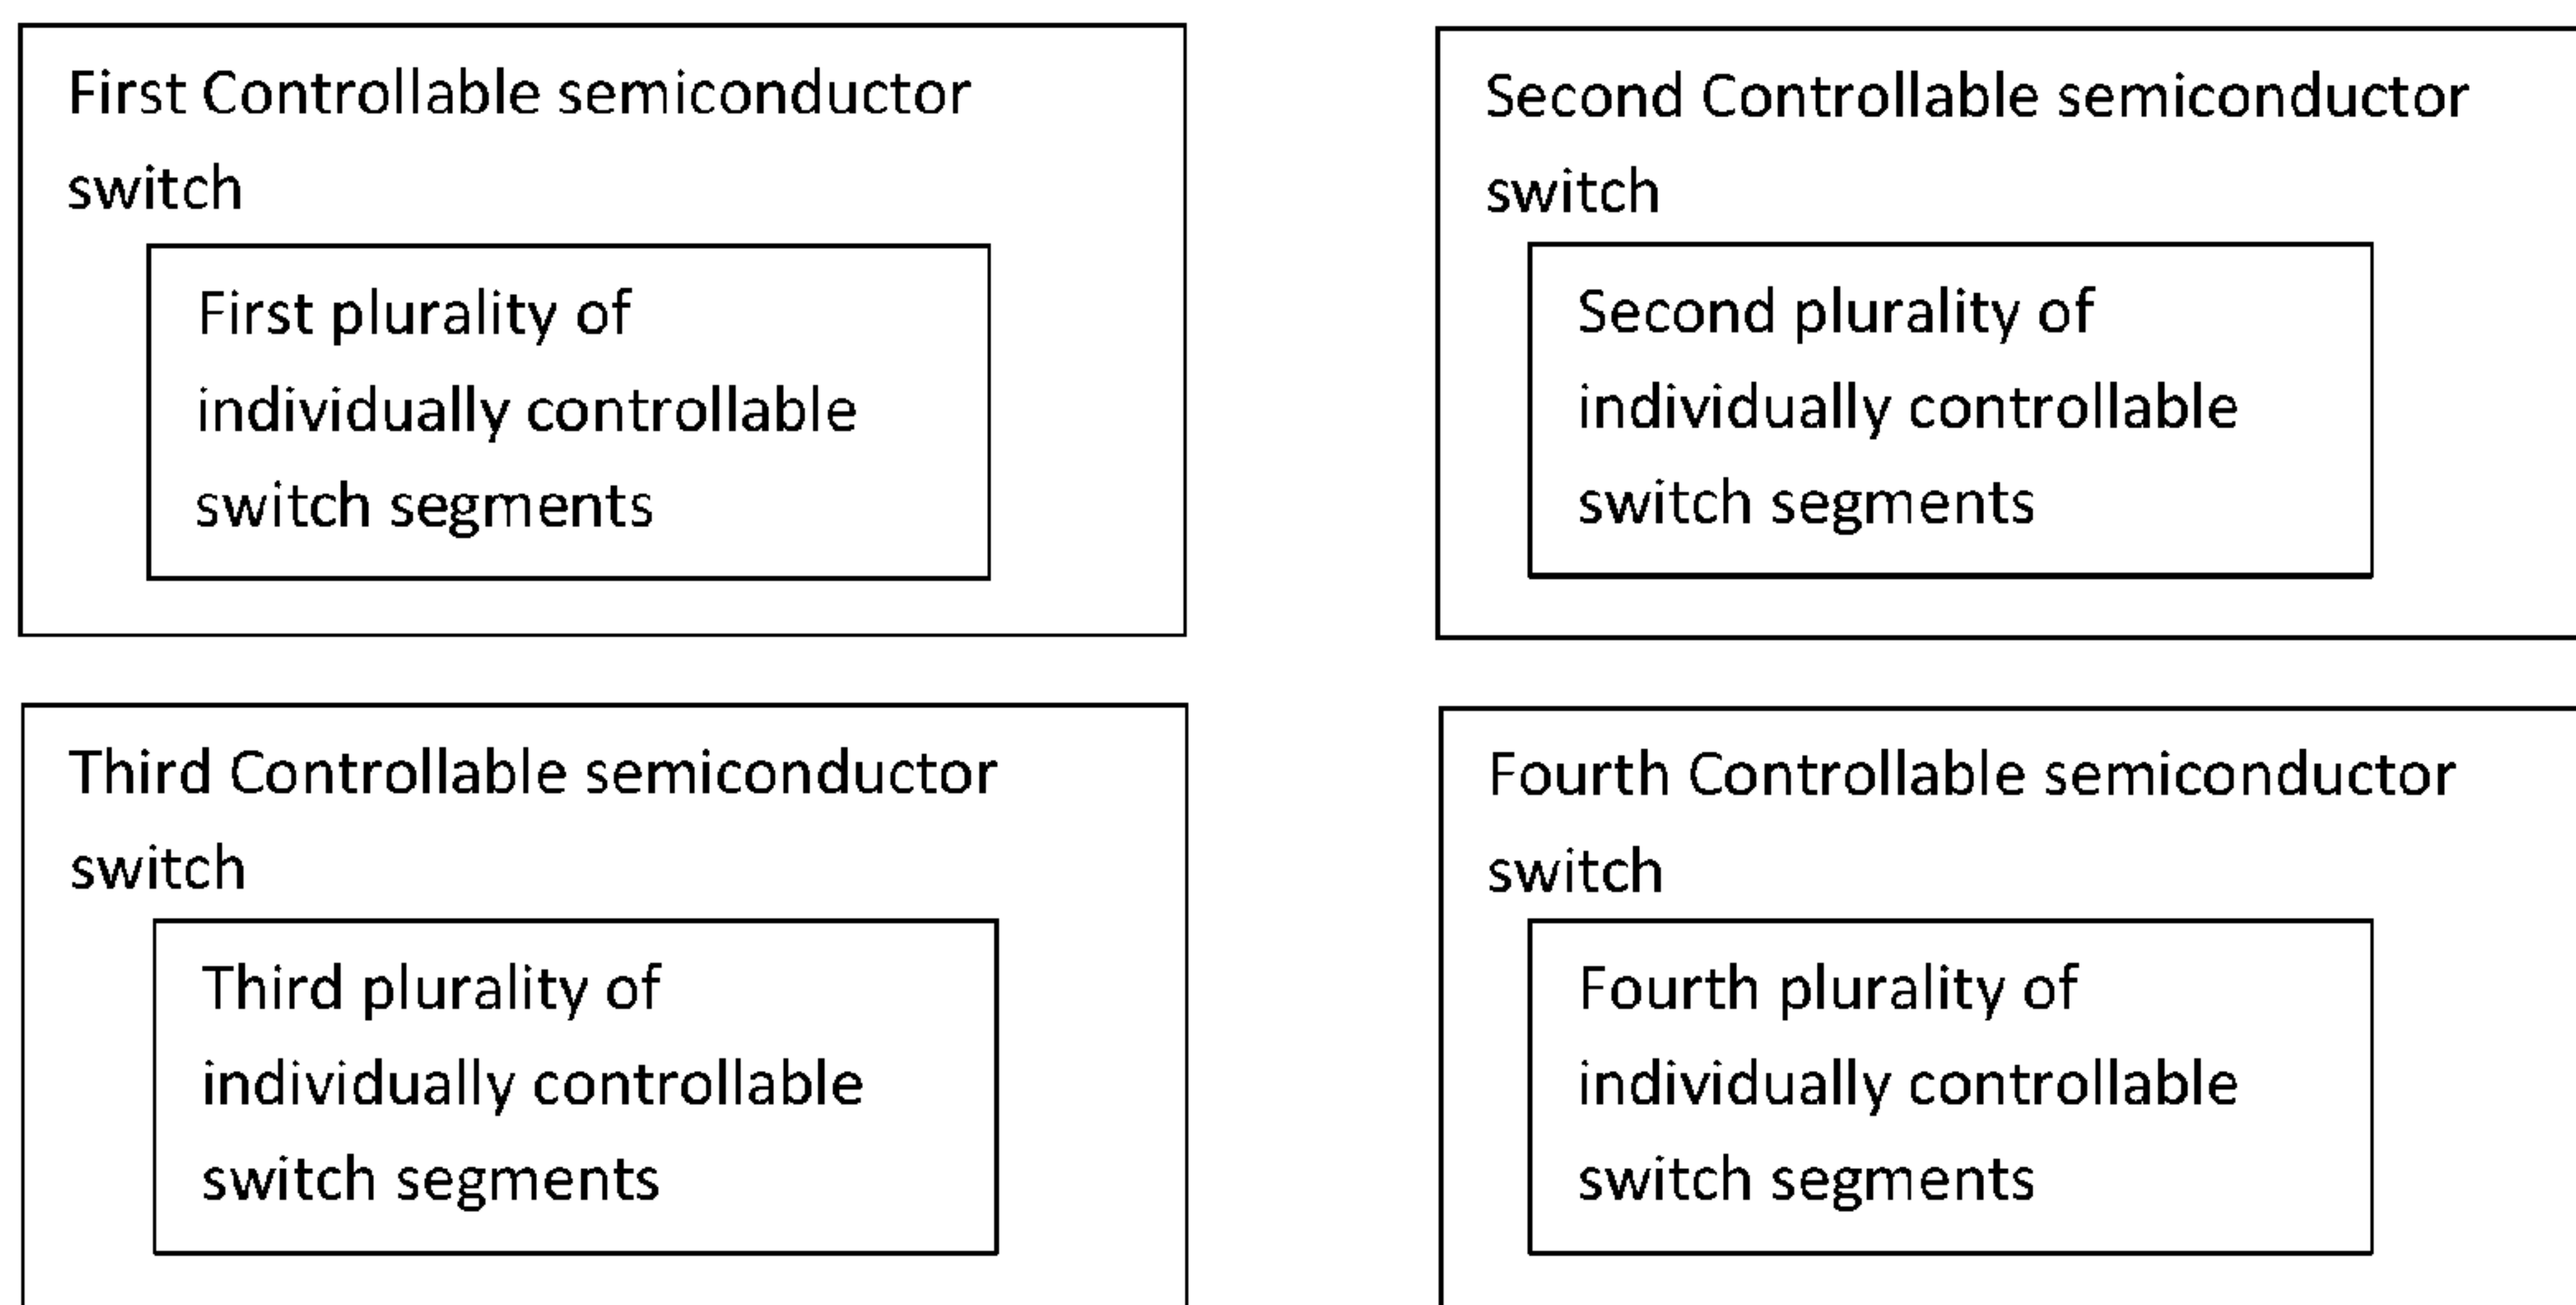 First Controllable semiconductor
switch
First plurality of
individually controllable
switch segments
Second Controllable semiconductor
switch
Second plurality of
individually controllable
switch segments
Third Controllable semiconductor
switch
Third plurality of
individually controllable
switch segments
Fourth Controllable semiconductor
switch
Fourth plurality of
individually controllable
switch segments